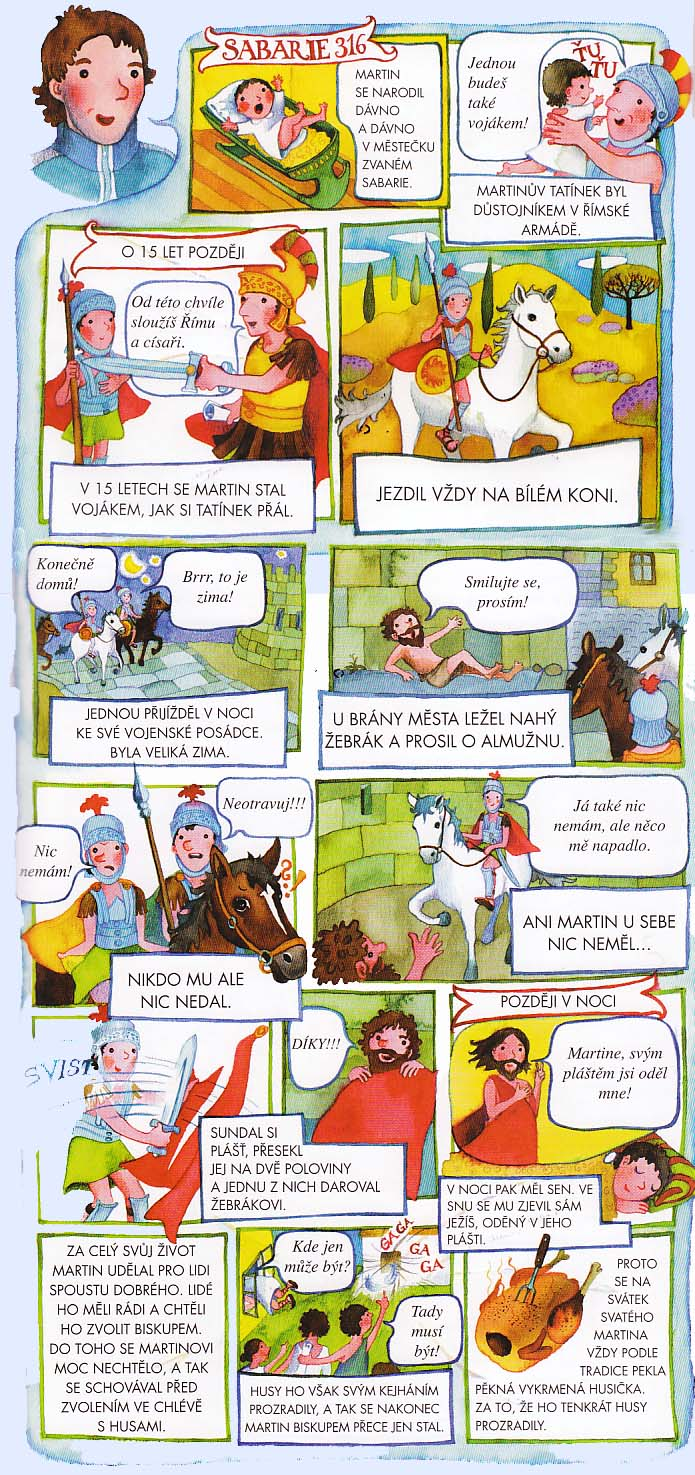 SABARIE 316
MARTIN
SE NARODIL
DÁVNO
A DÁVNO
V MĚSTEČKU
ZVANÉM
SABARIE.
Jednou
budeš
také
vojákem!
ŤU,
ŤU
MARTINŮV TATÍNEK BYL
DŮSTOJNÍKEM V ŘÍMSKÉ
ARMÁDĚ.
O 15 LET POZDĚJI
Od této chvíle
sloužíš Římu
a císaři.
V 15 LETECH SE MARTIN STAL
VOJÁKEM, JAK SI TATÍNEK PŘÁL.
JEZDIL VŽDY NA BÍLÉM KONI.
Konečně
domů!
Brrr, to je
zima!
JEDNOU PŘIJÍŽDĚL V NOCI
KE SVÉ VOJENSKÉ POSÁDCE.
BYLA VELIKÁ ZIMA.
Smilujte se,
prosím!
U BRÁNY MĚSTA LEŽEL NAHÝ
ŽEBRÁK A PROSIL O ALMUŽNU.
Nic
nemám!
Neotravuj!!!
?!
NIKDO MU ALE
NIC NEDAL.
Já také nic
nemám, ale něco
mě napadlo.
ANI MARTIN U SEBE
NIC NEMĚL...
SVIST
SUNDAL SI
PLÁŠŤ, PŘESEKL
JEJ NA DVĚ POLOVINY
A JEDNU Z NICH DAROVAL
ŽEBRÁKOVI.
DÍKY!!!
POZDĚJI V NOCI
Martine, svým
pláštěm jsi oděl
mne!
V NOCI PAK MĚL SEN. VE
SNU SE MU ZJEVIL SÁM
JEŽÍŠ, ODĚNÝ V JEHO
PLÁŠTI.
ZA CELÝ SVŮJ ŽIVOT
MARTIN UDĚLAL PRO LIDI
SPOUSTU DOBRÉHO. LIDÉ
HO MĚLI RÁDI A CHTĚLI
HO ZVOLIT BISKUPEM.
DO TOHO SE MARTINOVI
MOC NECHTĚLO, A TAK
SE SCHOVÁVAL PŘED
ZVOLENÍM VE CHLÉVĚ
S HUSAMI.
Kde jen
může být?
GA GA
GA
GA
Tady
musí
být!
HUSY HO VŠAK SVÝM KEJHÁNÍM
PROZRADILY, A TAK SE NAKONEC
MARTIN BISKUPEM PŘECE JEN STAL.
PROTO
SE NA
SVÁTEK
SVATÉHO
MARTINA
VŽDY PODLE
TRADICE PEKLA
PĚKNÁ VYKRMENÁ HUSIČKA.
ZA TO, ŽE HO TENKRÁT HUSY
PROZRADILY.